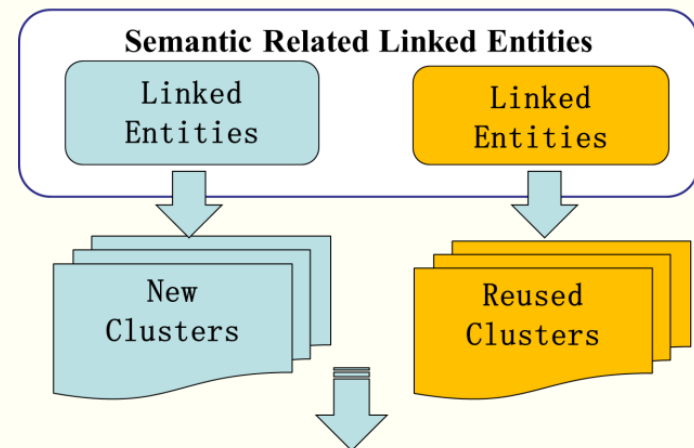 Semantic Related Linked Entities
Linked
Entities
Linked
Entities
New
Clusters
Reused
Clusters